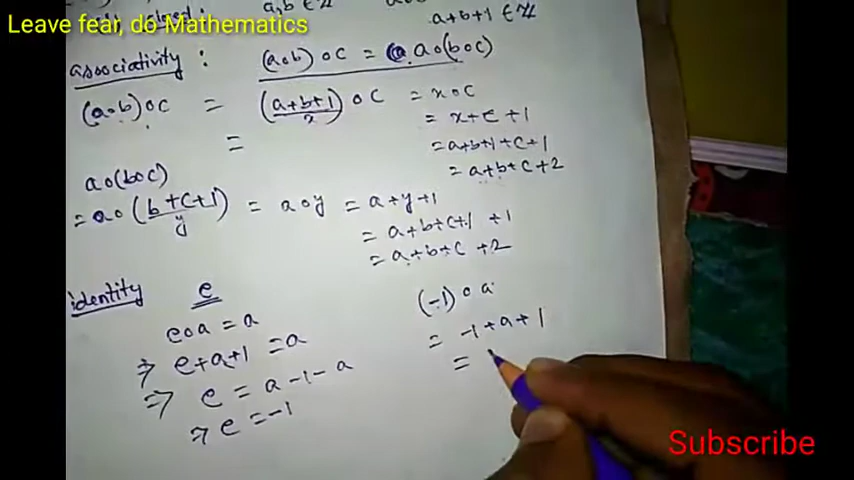 Leave fear, do Mathematics
a,b ∈ ℤ
a+b+1 ∈ ℤ
associativity : (a∘b)∘c = a∘(b∘c)
(a∘b)∘c = (a+b+1)∘c = x∘c
x
= x+c+1
=
= a+b+1+c+1
= a+b+c+2
a∘(b∘c)
= a∘(b+c+1) = a∘y = a+y+1
y
= a+b+c+1 +1
= a+b+c+2
identity e
e∘a = a
⇒ e+a+1 = a
⇒ e = a-1-a
⇒ e = -1
(-1)∘a
= -1+a+1
=
Subscribe